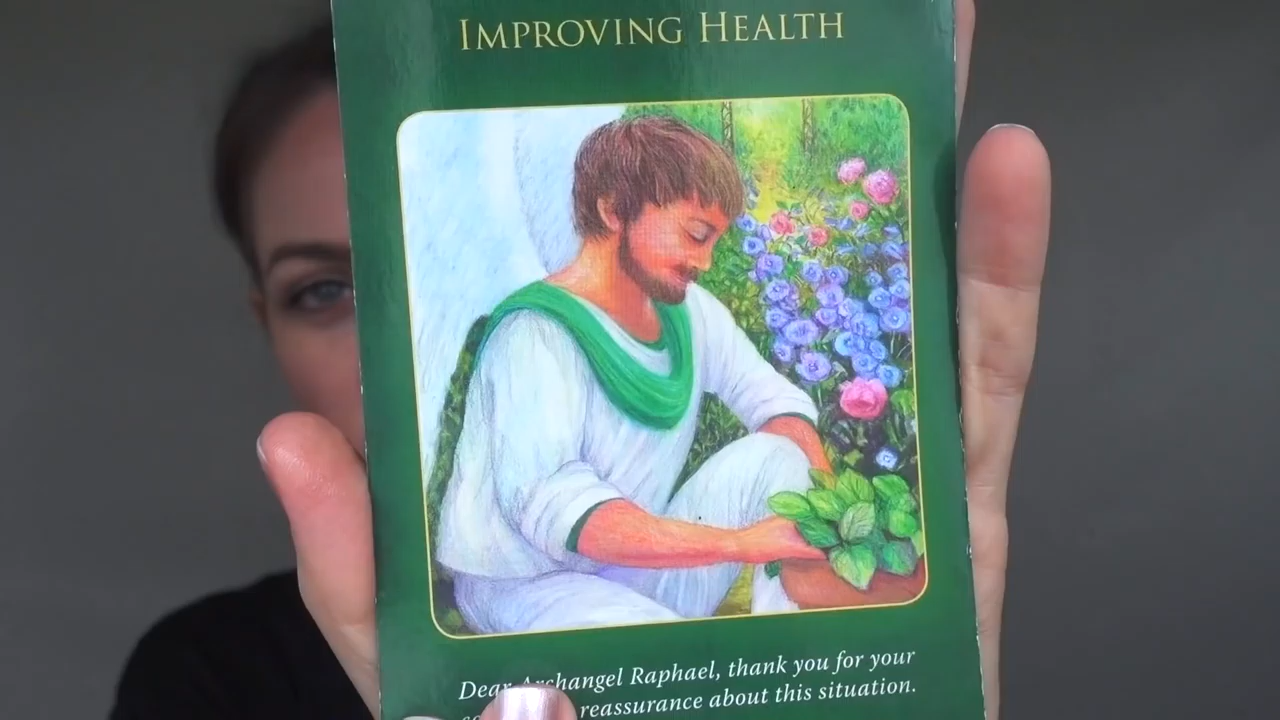 IMPROVING HEALTH
Dear Archangel Raphael, thank you for your
reassurance about this situation.